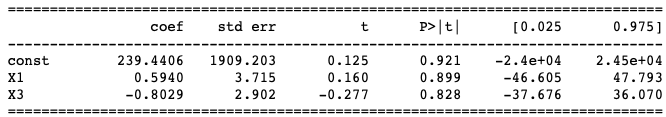 ==============================================================================
coef std err t P>|t| [0.025 0.975]
------------------------------------------------------------------------------
const 239.4406 1909.203 0.125 0.921 -2.4e+04 2.45e+04
X1 0.5940 3.715 0.160 0.899 -46.605 47.793
X3 -0.8029 2.902 -0.277 0.828 -37.676 36.070
==============================================================================